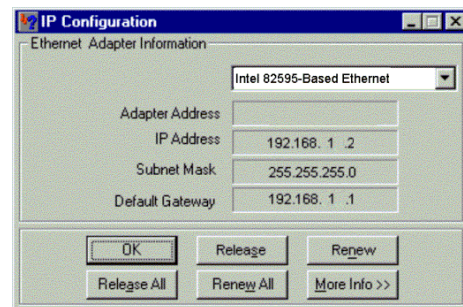 IP Configuration
Ethernet Adapter Information
Intel 82595-Based Ethernet
Adapter Address
IP Address 192.168. 1 .2
Subnet Mask 255.255.255.0
Default Gateway 192.168. 1 .1
OK Release Renew
Release All Renew All More Info >>